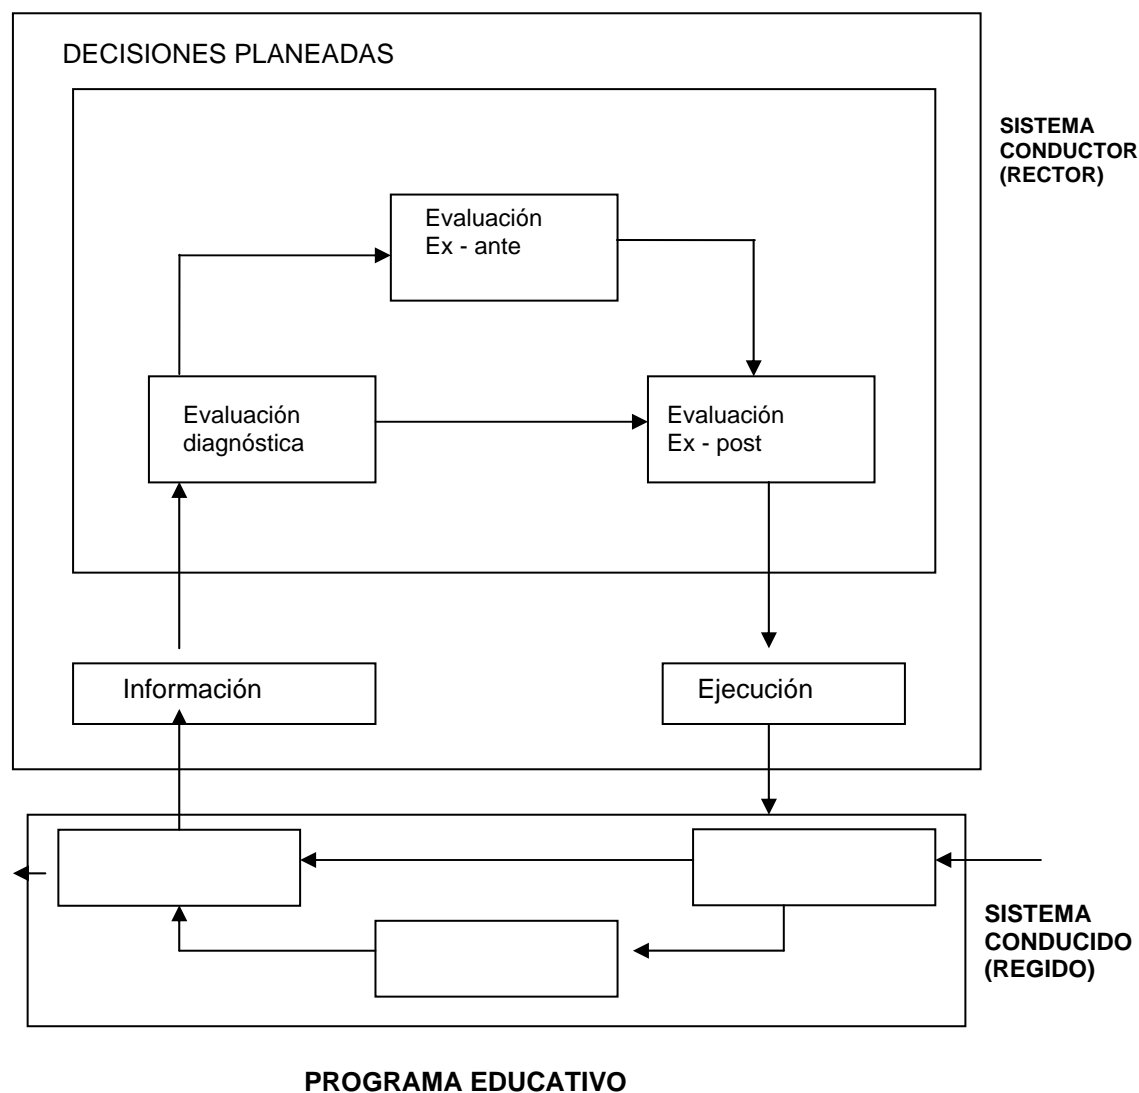 DECISIONES PLANEADAS
SISTEMA
CONDUCTOR
(RECTOR)
Evaluación
Ex - ante
Evaluación
diagnóstica
Evaluación
Ex - post
Información
Ejecución
SISTEMA
CONDUCIDO
(REGIDO)
PROGRAMA EDUCATIVO